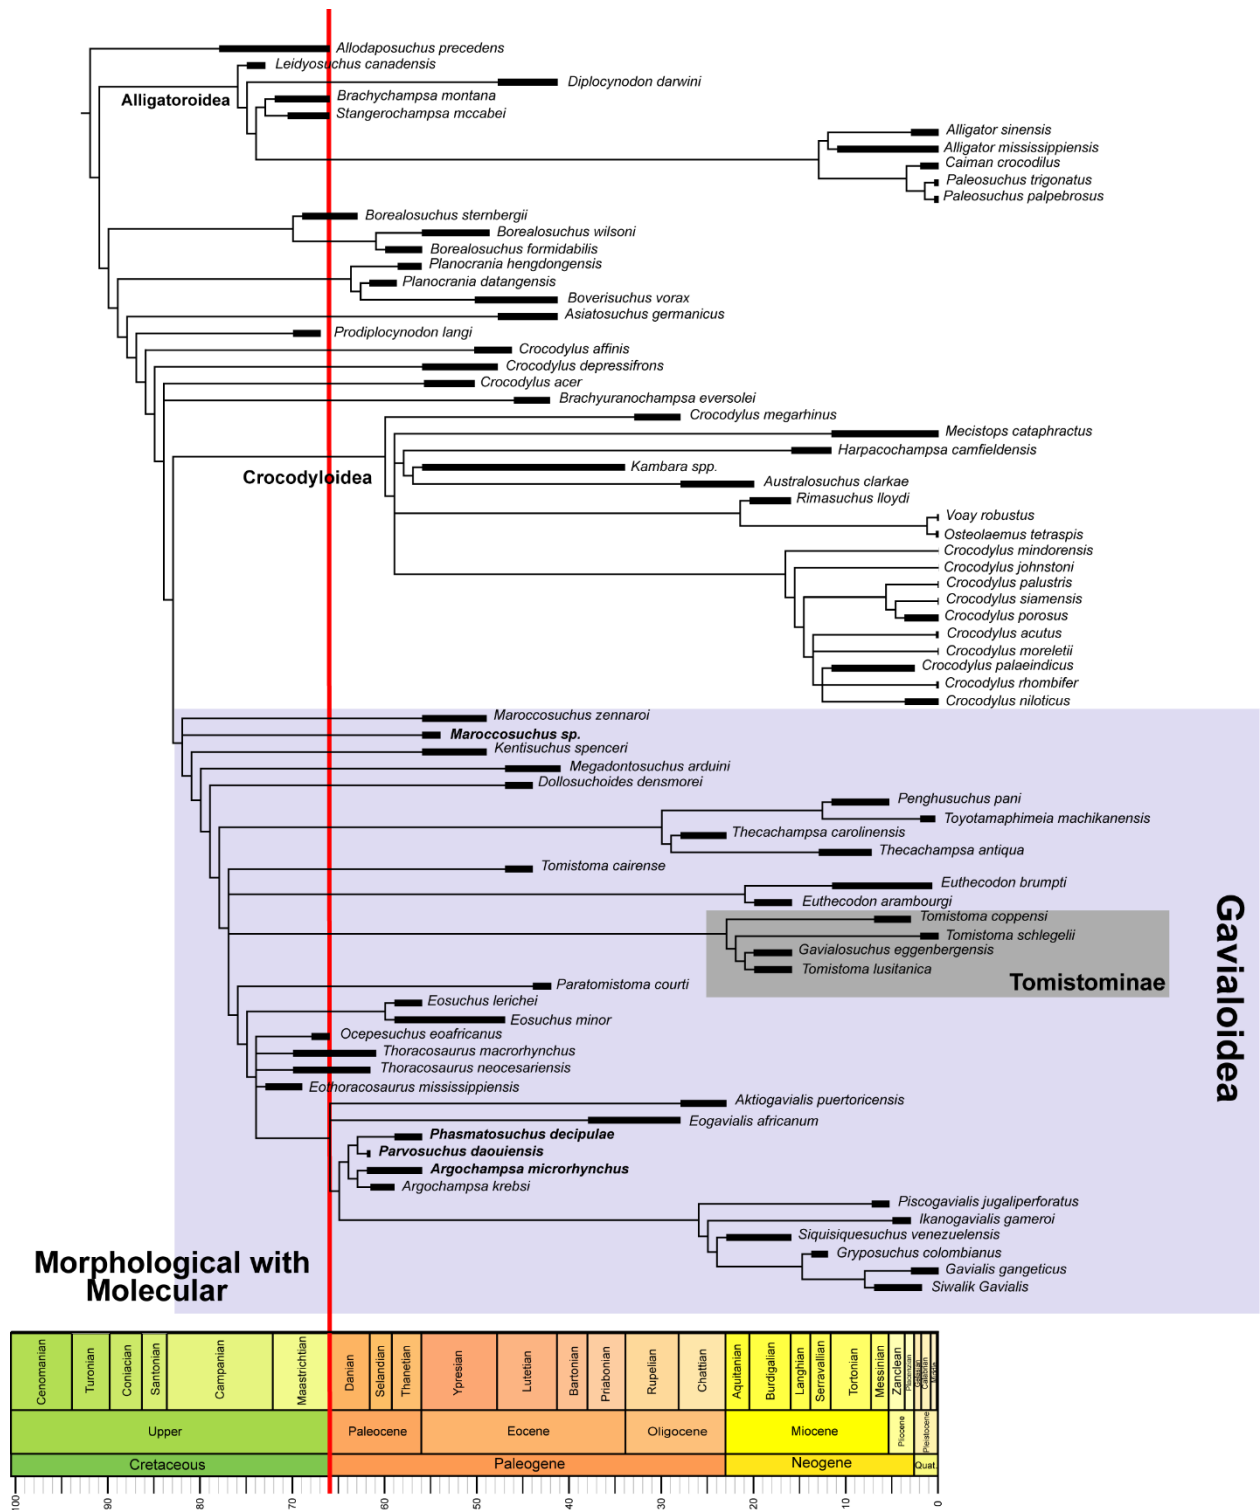 Allodaposuchus precedens
Leidyosuchus canadensis
Diplocynodon darwini
Alligatoroidea
Brachychampsa montana
Stangerochampsa mccabei
Alligator sinensis
Alligator mississippiensis
Caiman crocodilus
Paleosuchus trigonatus
Paleosuchus palpebrosus
Borealosuchus sternbergii
Borealosuchus wilsoni
Borealosuchus formidabilis
Planocrania hengdongensis
Planocrania datangensis
Boverisuchus vorax
Asiatosuchus germanicus
Prodiplocynodon langi
Crocodylus affinis
Crocodylus depressifrons
Crocodylus acer
Brachyuranochampsa eversolei
Crocodylus megarhinus
Mecistops cataphractus
Harpacochampsa camfieldensis
Kambara spp.
Crocodyloidea
Australosuchus clarkae
Rimasuchus lloydi
Voay robustus
Osteolaemus tetraspis
Crocodylus mindorensis
Crocodylus johnstoni
Crocodylus palustris
Crocodylus siamensis
Crocodylus porosus
Crocodylus acutus
Crocodylus moreletii
Crocodylus palaeindicus
Crocodylus rhombifer
Crocodylus niloticus
Maroccosuchus zennaroi
Maroccosuchus sp.
Kentisuchus spenceri
Megadontosuchus arduini
Dollosuchoides densmorei
Penghusuchus pani
Toyotamaphimeia machikanensis
Thecachampsa carolinensis
Thecachampsa antiqua
Tomistoma cairense
Euthecodon brumpti
Euthecodon arambourgi
Tomistoma coppensi
Tomistoma schlegelii
Gavialosuchus eggenbergensis
Tomistoma lusitanica
Tomistominae
Gavialoidea
Paratomistoma courti
Eosuchus lerichei
Eosuchus minor
Ocepesuchus eoafricanus
Thoracosaurus macrorhynchus
Thoracosaurus neocesariensis
Eothoracosaurus mississippiensis
Aktiogavialis puertoricensis
Eogavialis africanum
Phasmatosuchus decipulae
Parvosuchus daouiensis
Argochampsa microrhynchus
Argochampsa krebsi
Piscogavialis jugaliperforatus
Ikanogavialis gameroi
Siquisiquesuchus venezuelensis
Gryposuchus colombianus
Gavialis gangeticus
Siwalik Gavialis
Morphological with
Molecular
Cenomanian Turonian Coniacian Santonian Campanian Maastrichtian Danian Selandian Thanetian Ypresian Lutetian Bartonian Priabonian Rupelian Chattian Aquitanian Burdigalian Langhian Serravallian Tortonian Messinian Zanclean
Upper Paleocene Eocene Oligocene Miocene Pliocene Pleistocene
Cretaceous Paleogene Neogene Quat.
100 90 80 70 60 50 40 30 20 10 0